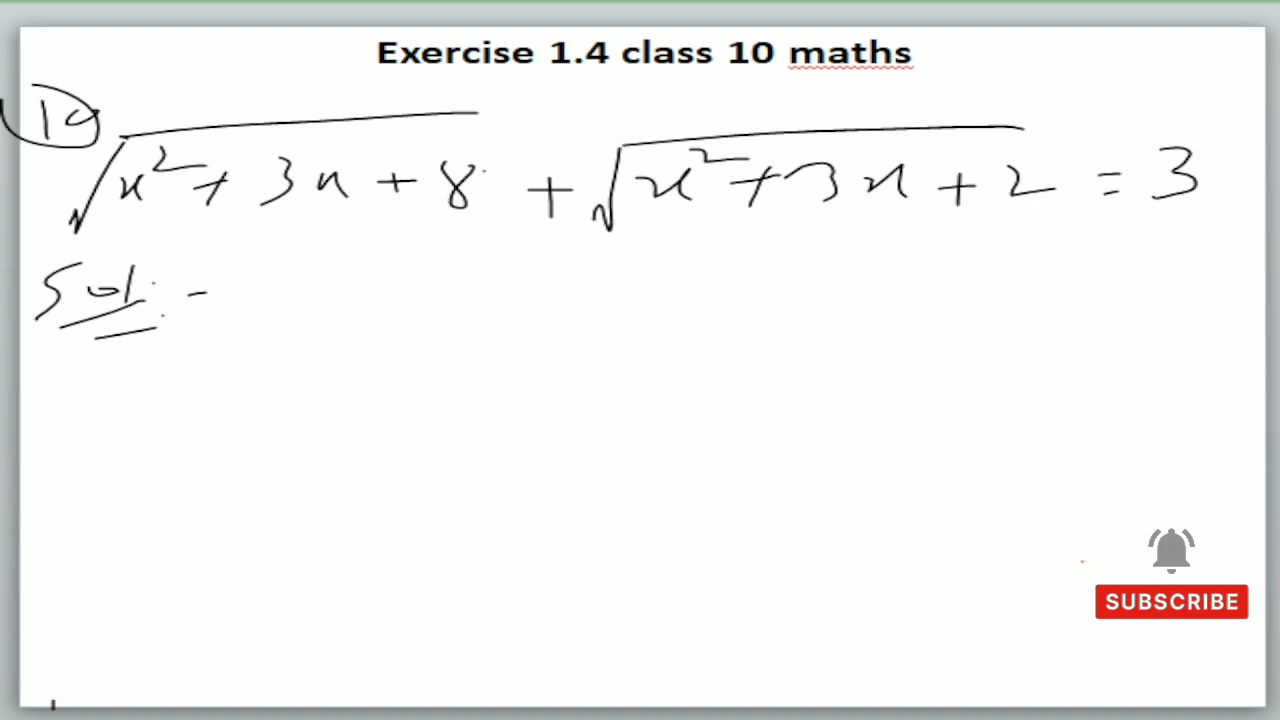 Exercise 1.4 class 10 maths
10
√x²+3x+8 + √x²+3x+2 = 3
Sol: -
SUBSCRIBE